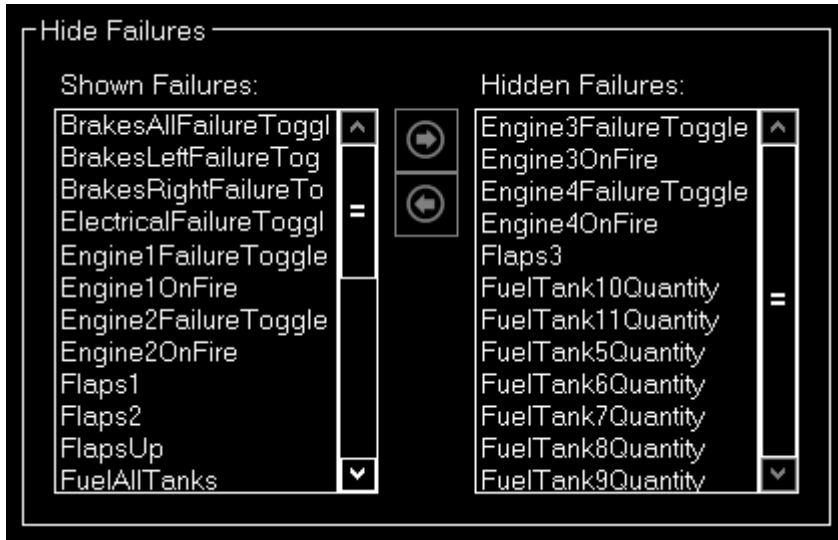 Hide Failures
Shown Failures:
BrakesAllFailureToggl
BrakesLeftFailureTog
BrakesRightFailureTo
ElectricalFailureToggl
Engine1FailureToggle
Engine1OnFire
Engine2FailureToggle
Engine2OnFire
Flaps1
Flaps2
FlapsUp
FuelAllTanks
Hidden Failures:
Engine3FailureToggle
Engine3OnFire
Engine4FailureToggle
Engine4OnFire
Flaps3
FuelTank10Quantity
FuelTank11Quantity
FuelTank5Quantity
FuelTank6Quantity
FuelTank7Quantity
FuelTank8Quantity
FuelTank9Quantity